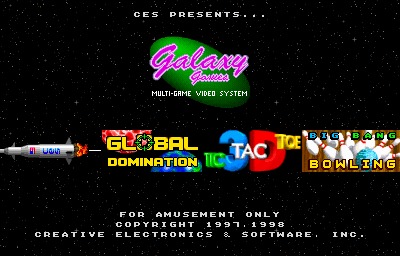 CES PRESENTS...
Galaxy
Games
MULTI-GAME VIDEO SYSTEM
GLOBAL
DOMINATION
TIC TAC TOE
3D
BIG BANG
BOWLING
FOR AMUSEMENT ONLY
COPYRIGHT 1997,1998
CREATIVE ELECTRONICS & SOFTWARE, INC.